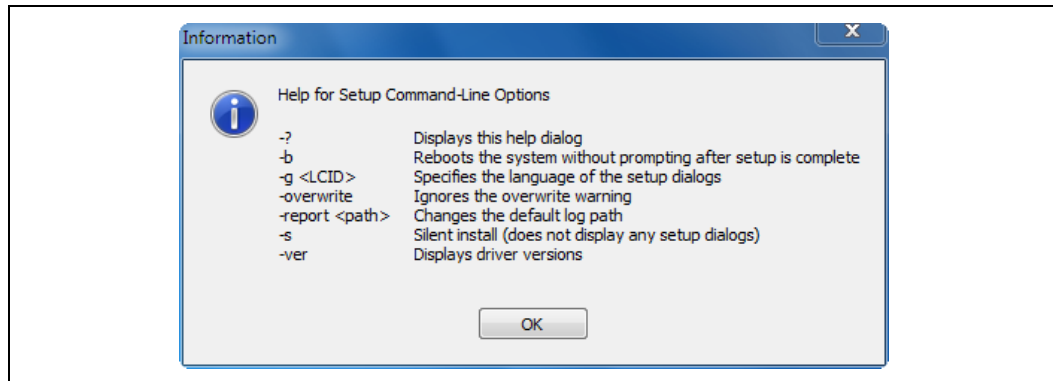 Information
Help for Setup Command-Line Options
-? Displays this help dialog
-b Reboots the system without prompting after setup is complete
-g <LCID> Specifies the language of the setup dialogs
-overwrite Ignores the overwrite warning
-report <path> Changes the default log path
-s Silent install (does not display any setup dialogs)
-ver Displays driver versions
OK